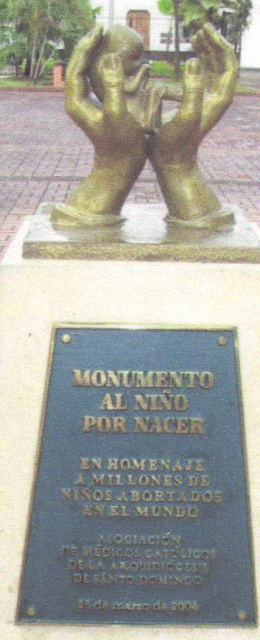 MONUMENTO
AL NIÑO
POR NACER
EN HOMENAJE
A MILLONES DE
NIÑOS ABORTADOS
EN EL MUNDO
ASOCIACIÓN
DE MÉDICOS CATÓLICOS
DE LA ARQUIDIOCESIS
DE SANTO DOMINGO
25 de marzo de 2004